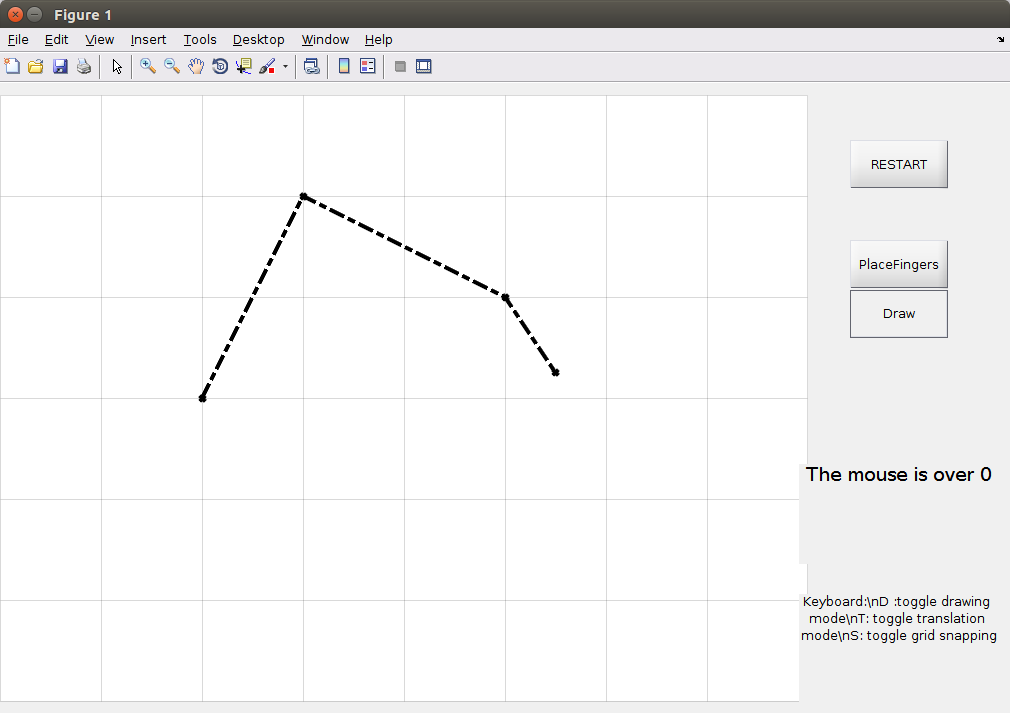 Figure 1
File Edit View Insert Tools Desktop Window Help
RESTART
PlaceFingers
Draw
The mouse is over 0
Keyboard:\nD :toggle drawing
mode\nT: toggle translation
mode\nS: toggle grid snapping